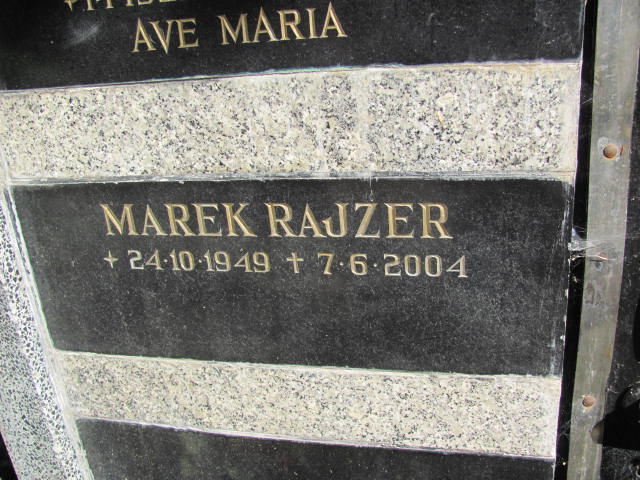 AVE MARIA
MAREK RAJZER
+ 24·10·1949 † 7·6·2004